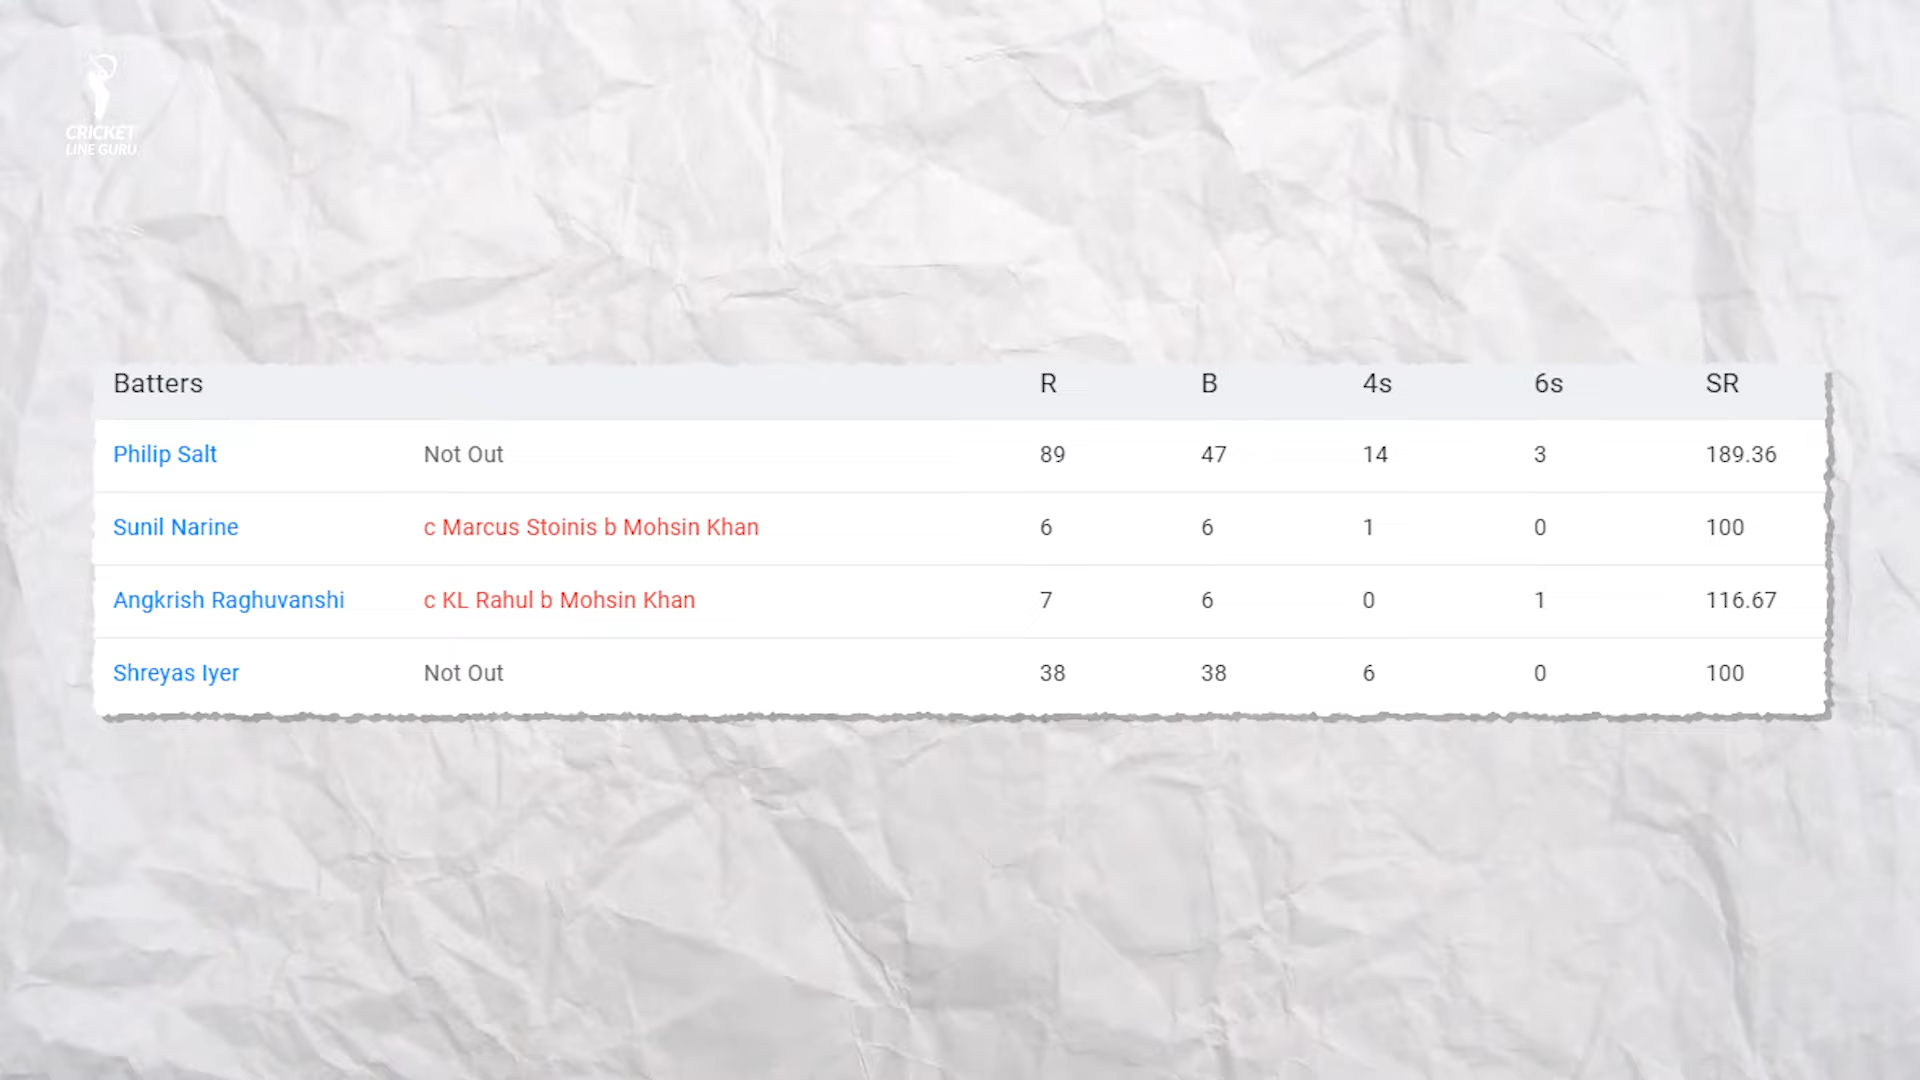 CRICKET
LINE GURU
Batters R B 4s 6s SR
Philip Salt Not Out 89 47 14 3 189.36
Sunil Narine c Marcus Stoinis b Mohsin Khan 6 6 1 0 100
Angkrish Raghuvanshi c KL Rahul b Mohsin Khan 7 6 0 1 116.67
Shreyas Iyer Not Out 38 38 6 0 100